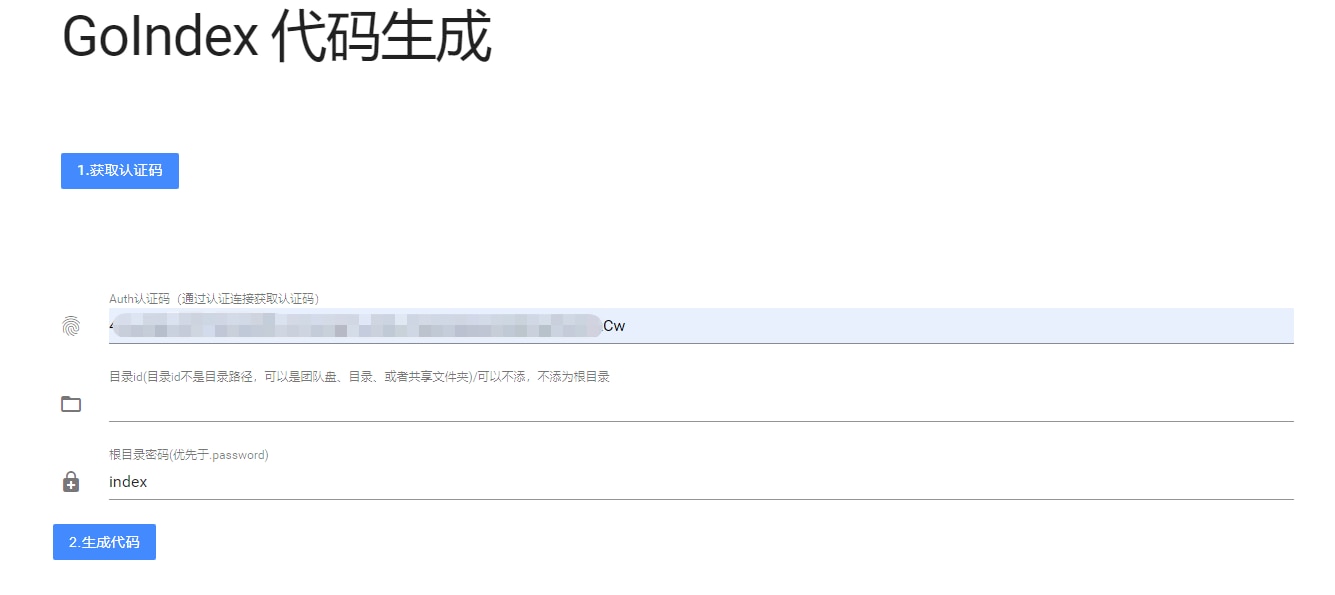 GoIndex 代码生成
1.获取认证码
Auth认证码（通过认证连接获取认证码）
Cw
目录id(目录id不是目录路径，可以是团队盘、目录、或者共享文件夹)/可以不添，不添为根目录
根目录密码(优先于.password)
index
2.生成代码